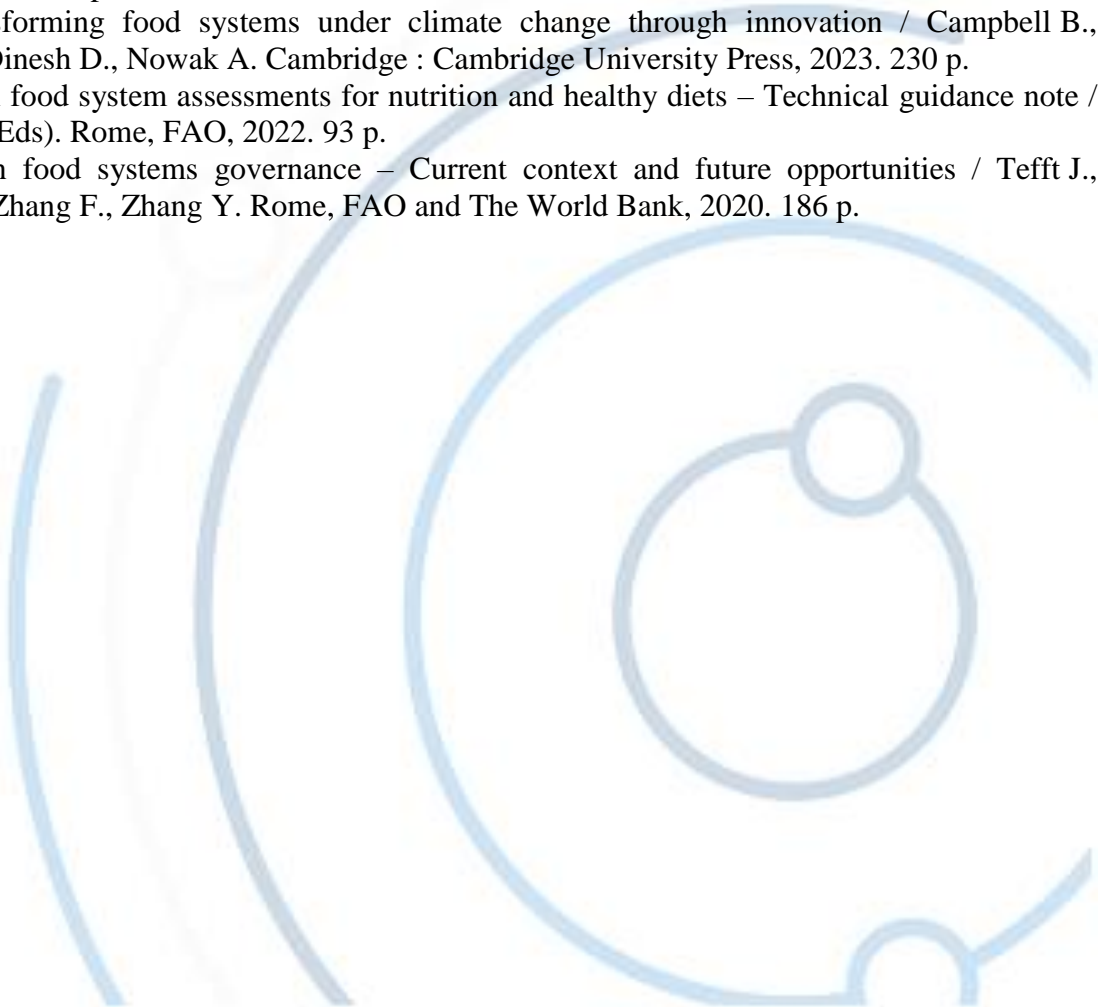 forming food systems under climate change through innovation / Campbell B.,
Dinesh D., Nowak A. Cambridge : Cambridge University Press, 2023. 230 p.
food system assessments for nutrition and healthy diets – Technical guidance note /
Eds). Rome, FAO, 2022. 93 p.
food systems governance – Current context and future opportunities / Tefft J.,
Zhang F., Zhang Y. Rome, FAO and The World Bank, 2020. 186 p.